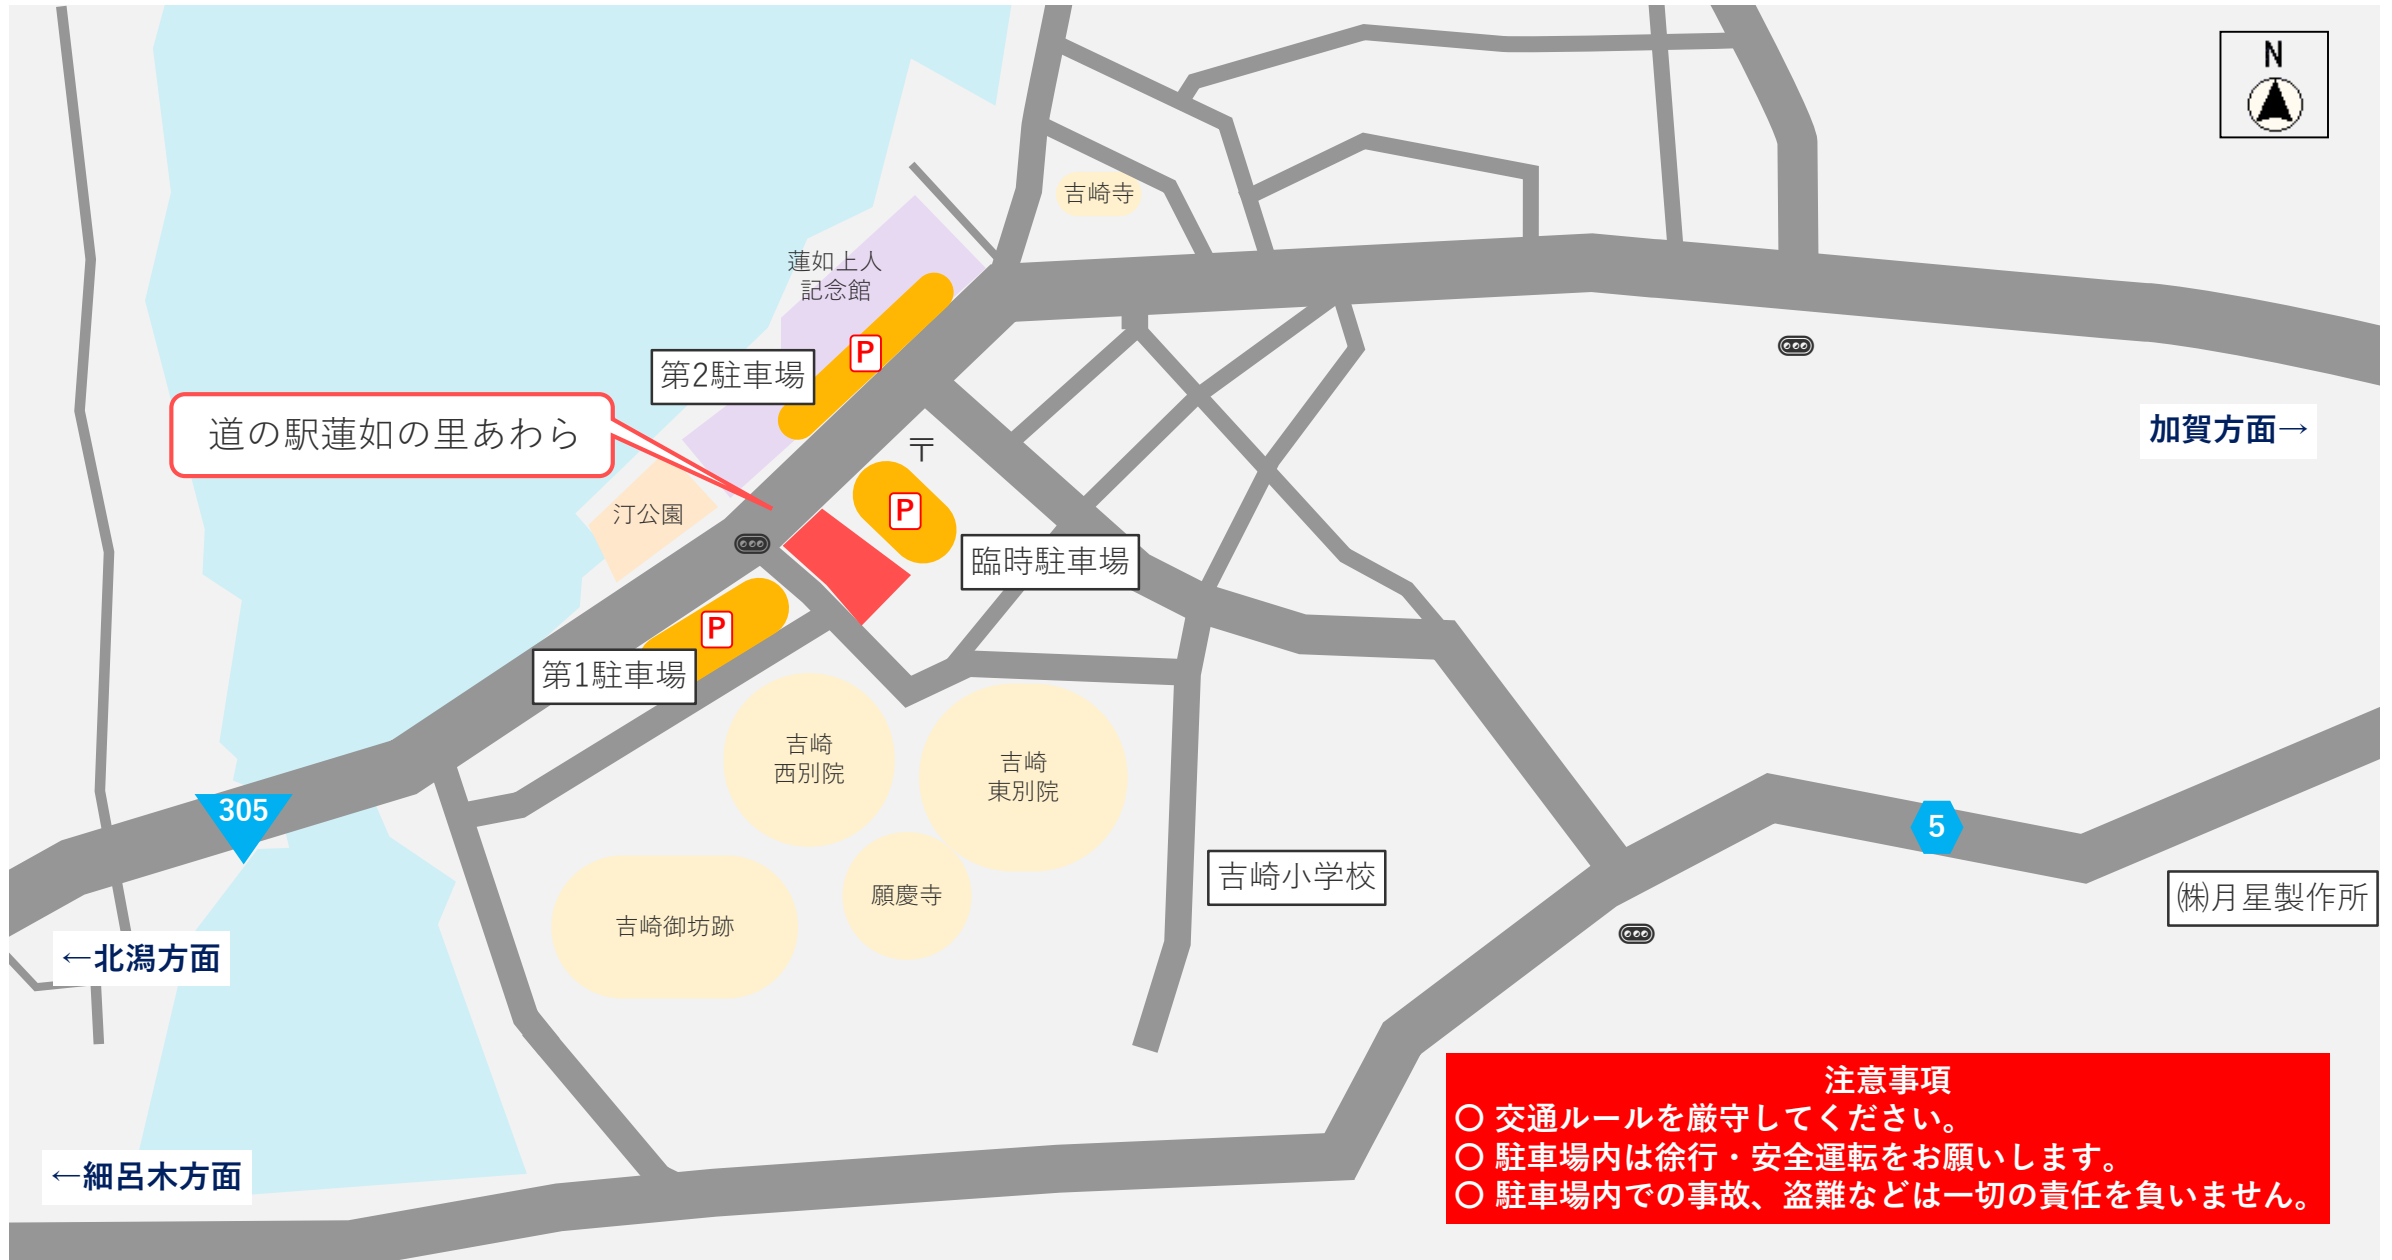 N
吉崎寺
蓮如上人
記念館
P
第2駐車場
加賀方面→
道の駅蓮如の里あわら
〒
P
汀公園
臨時駐車場
P
第1駐車場
吉崎
西別院
吉崎
東別院
305
5
吉崎小学校
㈱月星製作所
願慶寺
吉崎御坊跡
←北潟方面
注意事項
〇 交通ルールを厳守してください。
〇 駐車場内は徐行・安全運転をお願いします。
〇 駐車場内での事故、盗難などは一切の責任を負いません。
←細呂木方面